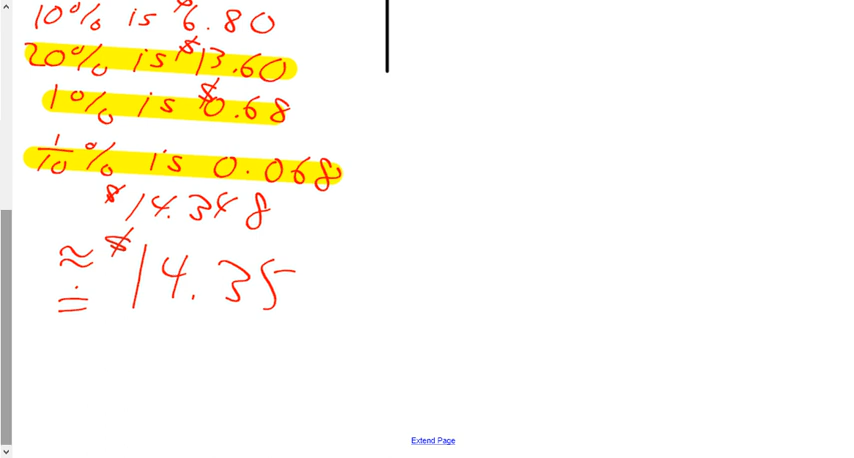 10% is $6.80
20% is $13.60
1% is $0.68
1/10 % is 0.068
$14.348
≈ $14.35
≐
Extend Page